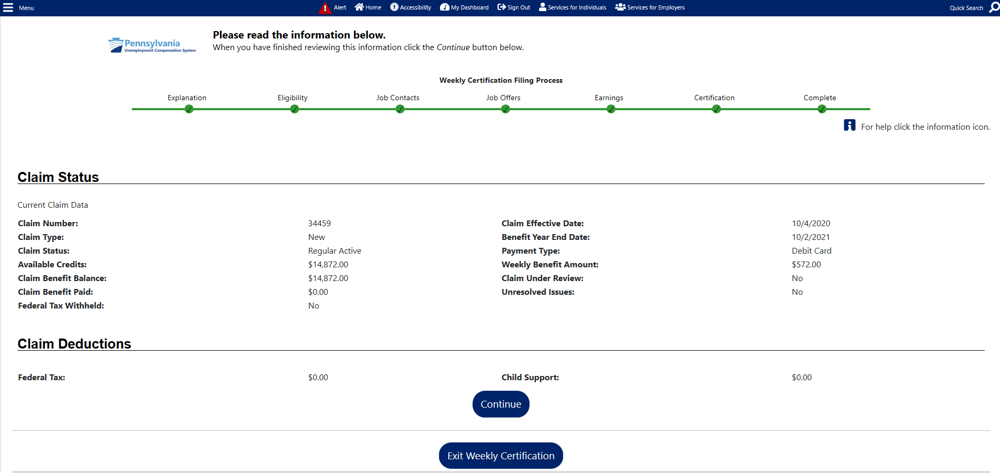 Menu
Alert Home Accessibility My Dashboard Sign Out Services for Individuals Services for Employers
Quick Search
Pennsylvania
Unemployment Compensation System
Please read the information below.
When you have finished reviewing this information click the Continue button below.
Weekly Certification Filing Process
Explanation Eligibility Job Contacts Job Offers Earnings Certification Complete
For help click the information icon.
Claim Status
Current Claim Data
Claim Number: 34459 Claim Effective Date: 10/4/2020
Claim Type: New Benefit Year End Date: 10/2/2021
Claim Status: Regular Active Payment Type: Debit Card
Available Credits: $14,872.00 Weekly Benefit Amount: $572.00
Claim Benefit Balance: $14,872.00 Claim Under Review: No
Claim Benefit Paid: $0.00 Unresolved Issues: No
Federal Tax Withheld: No
Claim Deductions
Federal Tax: $0.00 Child Support: $0.00
Continue
Exit Weekly Certification